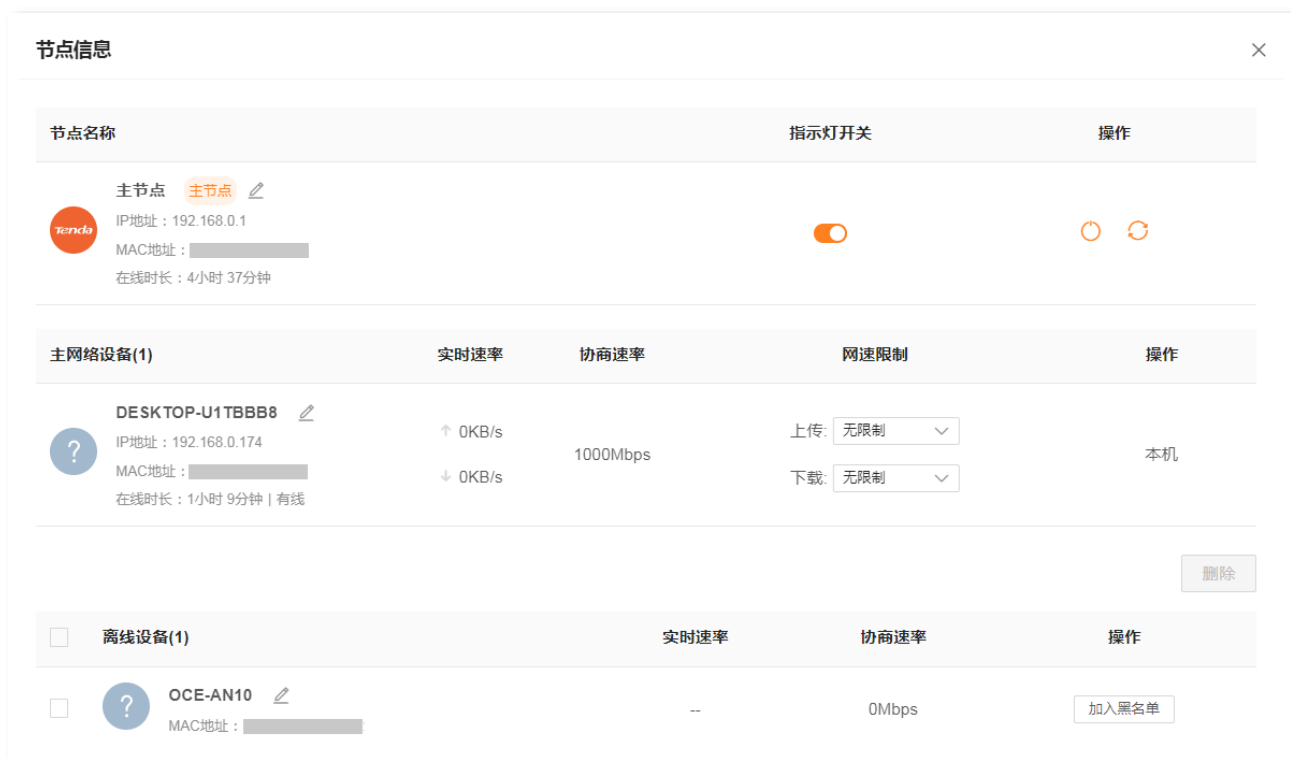 节点信息
节点名称 指示灯开关 操作
主节点 主节点
Tenda
IP地址：192.168.0.1
MAC地址：
在线时长：4小时 37分钟
主网络设备(1) 实时速率 协商速率 网速限制 操作
DESKTOP-U1TBBB8
?
IP地址：192.168.0.174
MAC地址：
在线时长：1小时 9分钟 | 有线
↑ 0KB/s
↓ 0KB/s
1000Mbps
上传: 无限制
下载: 无限制
本机
删除
离线设备(1) 实时速率 协商速率 操作
?
OCE-AN10
MAC地址：
-- 0Mbps 加入黑名单